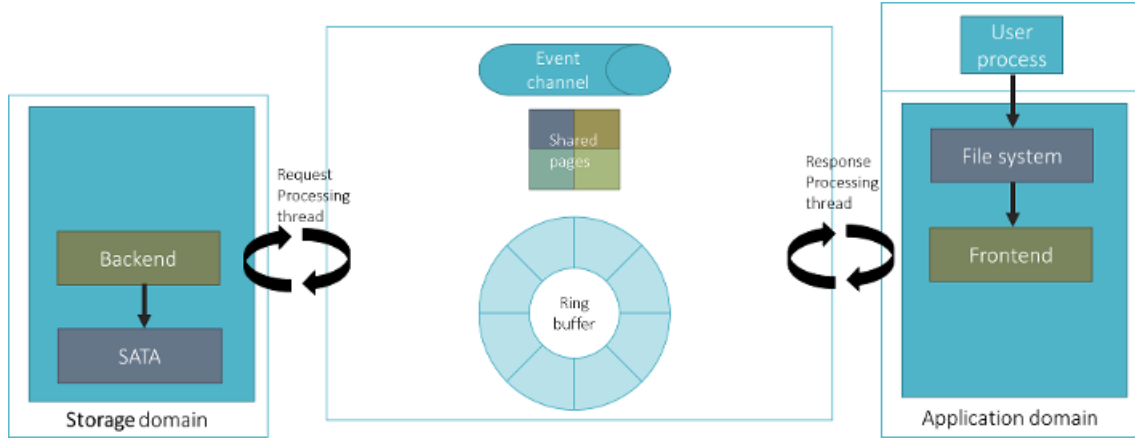 User
process
Event
channel
Shared
pages
File system
Request
Processing
thread
Response
Processing
thread
Backend
Frontend
Ring
buffer
SATA
Storage domain
Application domain